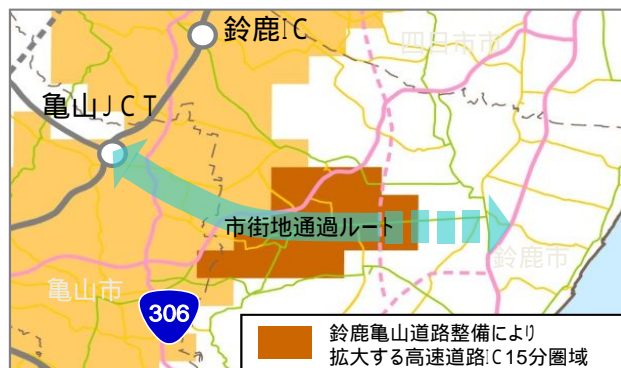 鈴鹿IC
四日市市
亀山JCT
市街地通過ルート
鈴鹿市
亀山市
306
鈴鹿亀山道路整備により
拡大する高速道路IC15分圏域